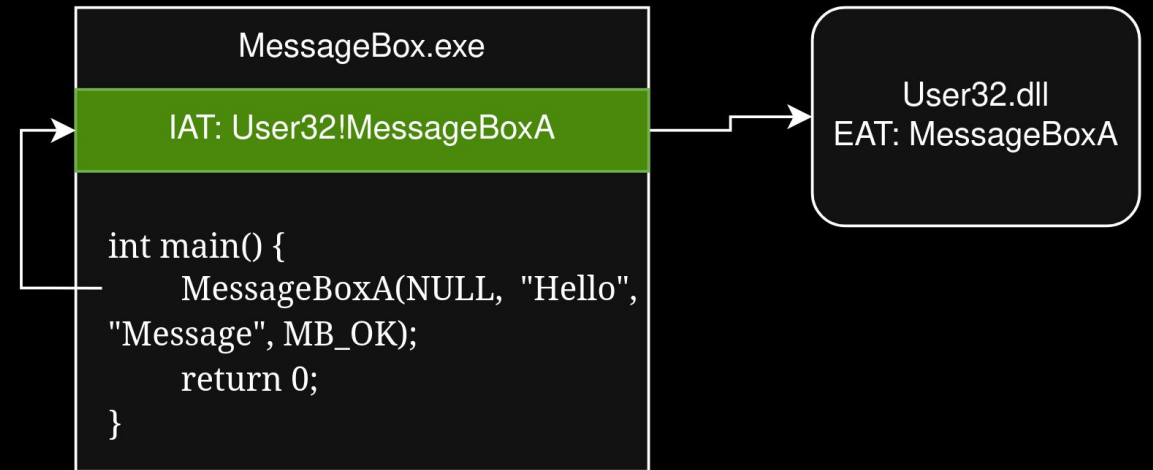 MessageBox.exe
IAT: User32!MessageBoxA
int main() {
MessageBoxA(NULL, "Hello",
"Message", MB_OK);
return 0;
}
User32.dll
EAT: MessageBoxA